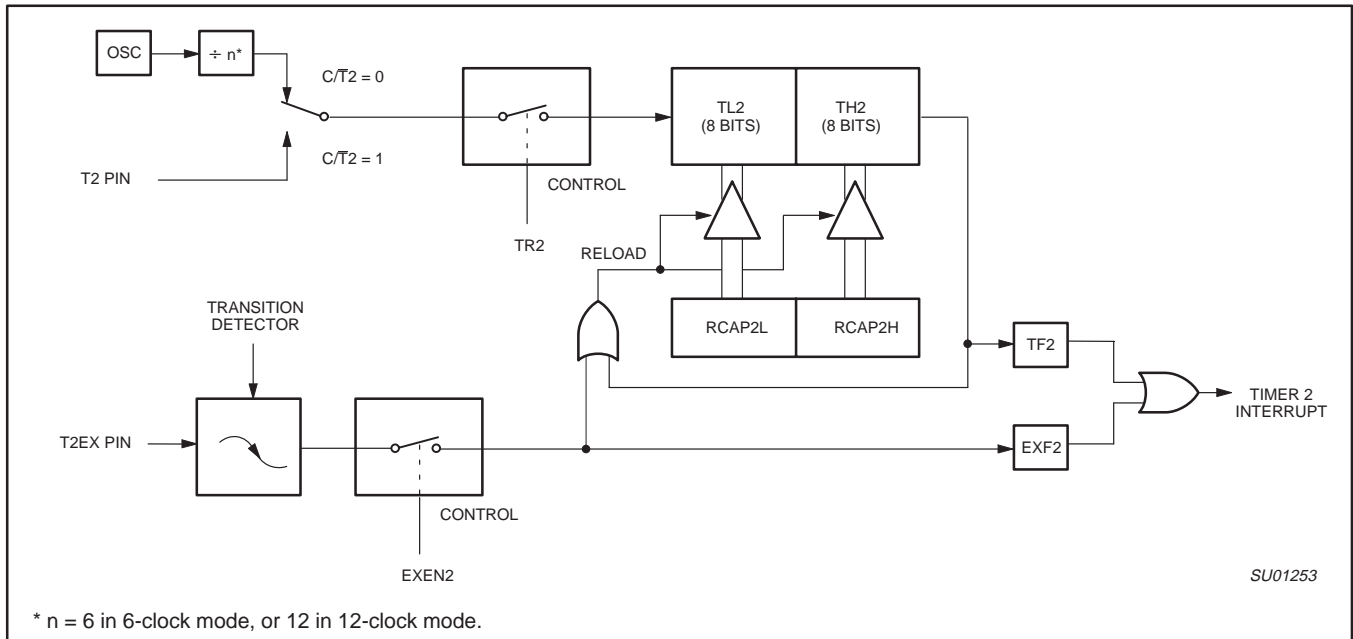 OSC
÷ n*
C/T̅2 = 0
C/T̅2 = 1
T2 PIN
CONTROL
TR2
TL2
(8 BITS)
TH2
(8 BITS)
RELOAD
RCAP2L
RCAP2H
TRANSITION
DETECTOR
T2EX PIN
CONTROL
EXEN2
TF2
EXF2
TIMER 2
INTERRUPT
SU01253
* n = 6 in 6-clock mode, or 12 in 12-clock mode.